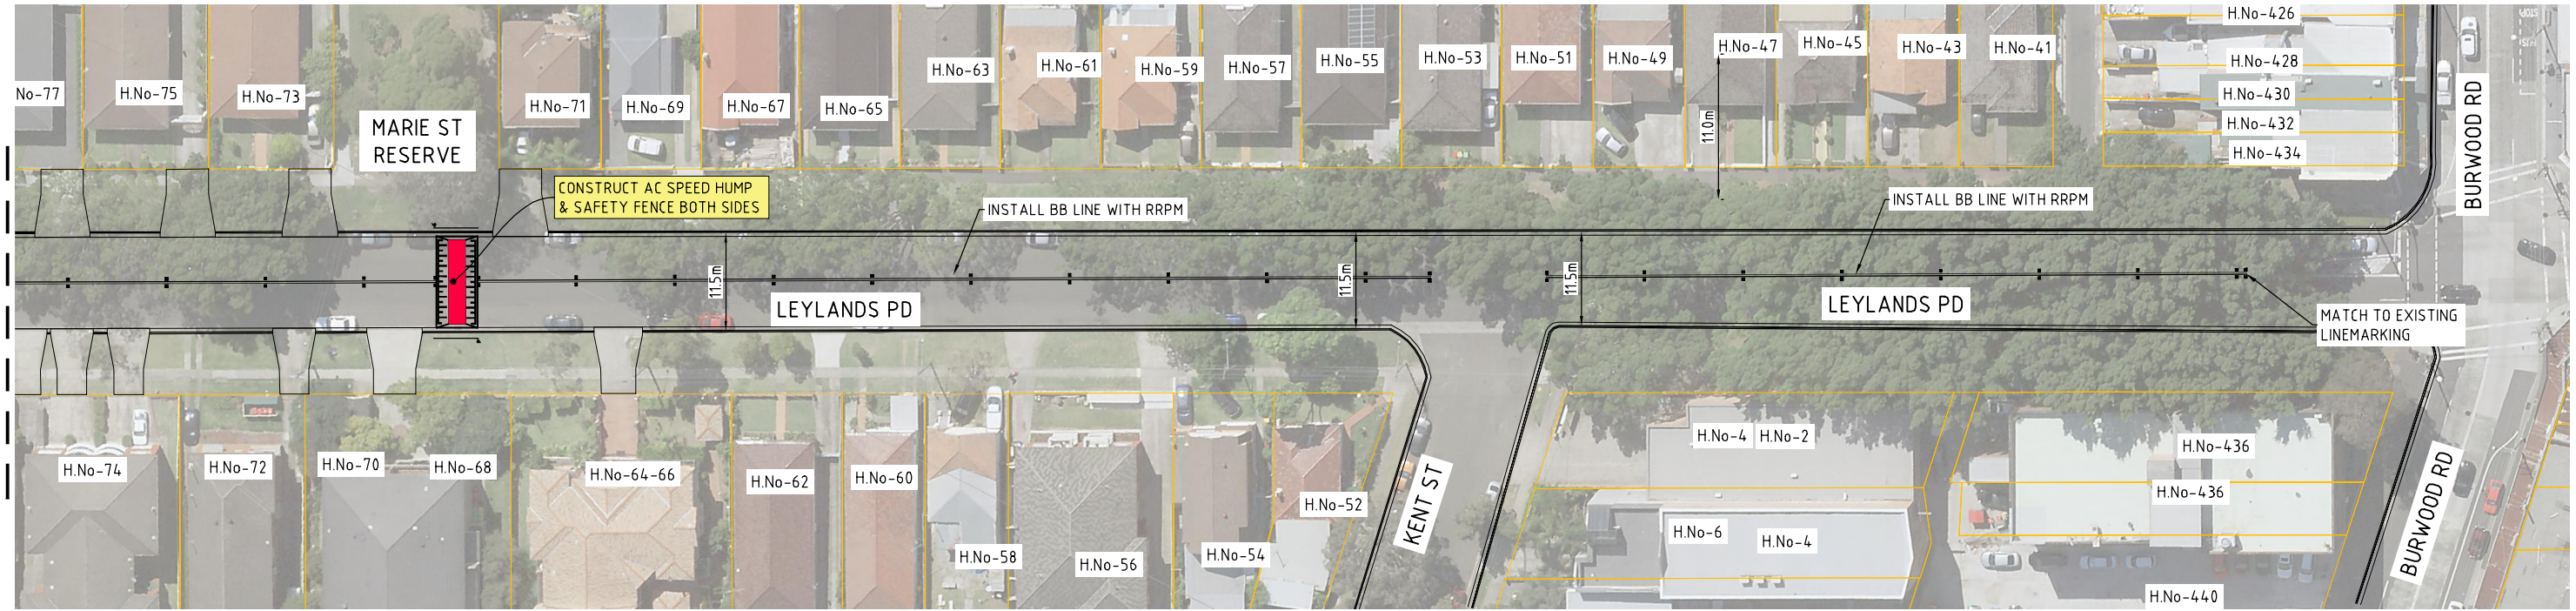 No-77
H.No-75
H.No-73
MARIE ST
RESERVE
H.No-71
H.No-69
H.No-67
H.No-65
H.No-63
H.No-61
H.No-59
H.No-57
H.No-55
H.No-53
H.No-51
H.No-49
H.No-47
H.No-45
H.No-43
H.No-41
H.No-426
H.No-428
H.No-430
H.No-432
H.No-434
BURWOOD RD
11.0m
CONSTRUCT AC SPEED HUMP
& SAFETY FENCE BOTH SIDES
INSTALL BB LINE WITH RRPM
INSTALL BB LINE WITH RRPM
11.5m
11.5m
11.5m
LEYLANDS PD
LEYLANDS PD
MATCH TO EXISTING
LINEMARKING
H.No-74
H.No-72
H.No-70
H.No-68
H.No-64-66
H.No-62
H.No-60
H.No-58
H.No-56
H.No-54
H.No-52
KENT ST
H.No-4
H.No-2
H.No-6
H.No-4
H.No-436
H.No-436
H.No-440
BURWOOD RD